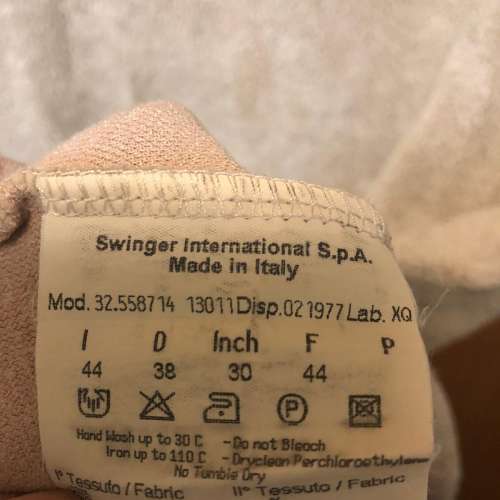 Swinger International S.p.A.
Made in Italy
Mod. 32.558714 13011 Disp. 021977 Lab. XQ
I D Inch F P
44 38 30 44
P
Hand Wash up to 30 C - Do not Bleach
Iron up to 110 C - Dryclean Perchloroethylene
No Tumble Dry
I° Tessuto / Fabric II° Tessuto / Fabric